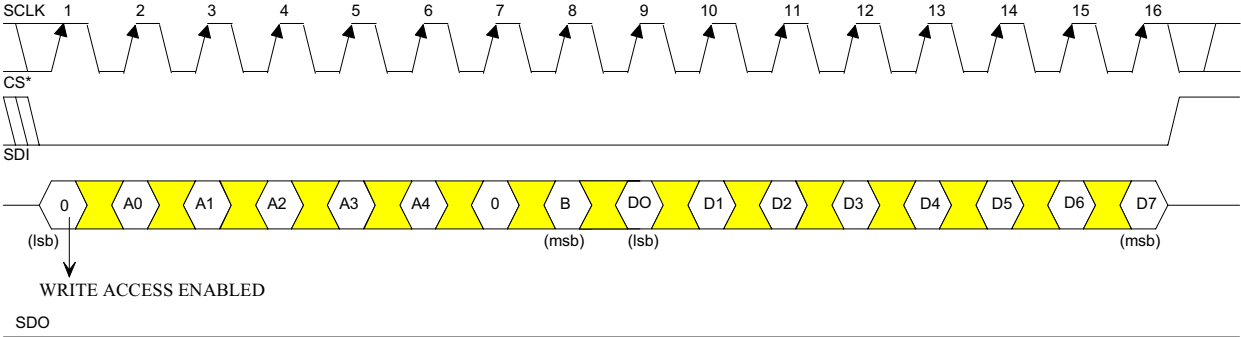 SCLK 1 2 3 4 5 6 7 8 9 10 11 12 13 14 15 16
CS*
SDI
0 A0 A1 A2 A3 A4 0 B DO D1 D2 D3 D4 D5 D6 D7
(lsb) (msb) (lsb) (msb)
WRITE ACCESS ENABLED
SDO